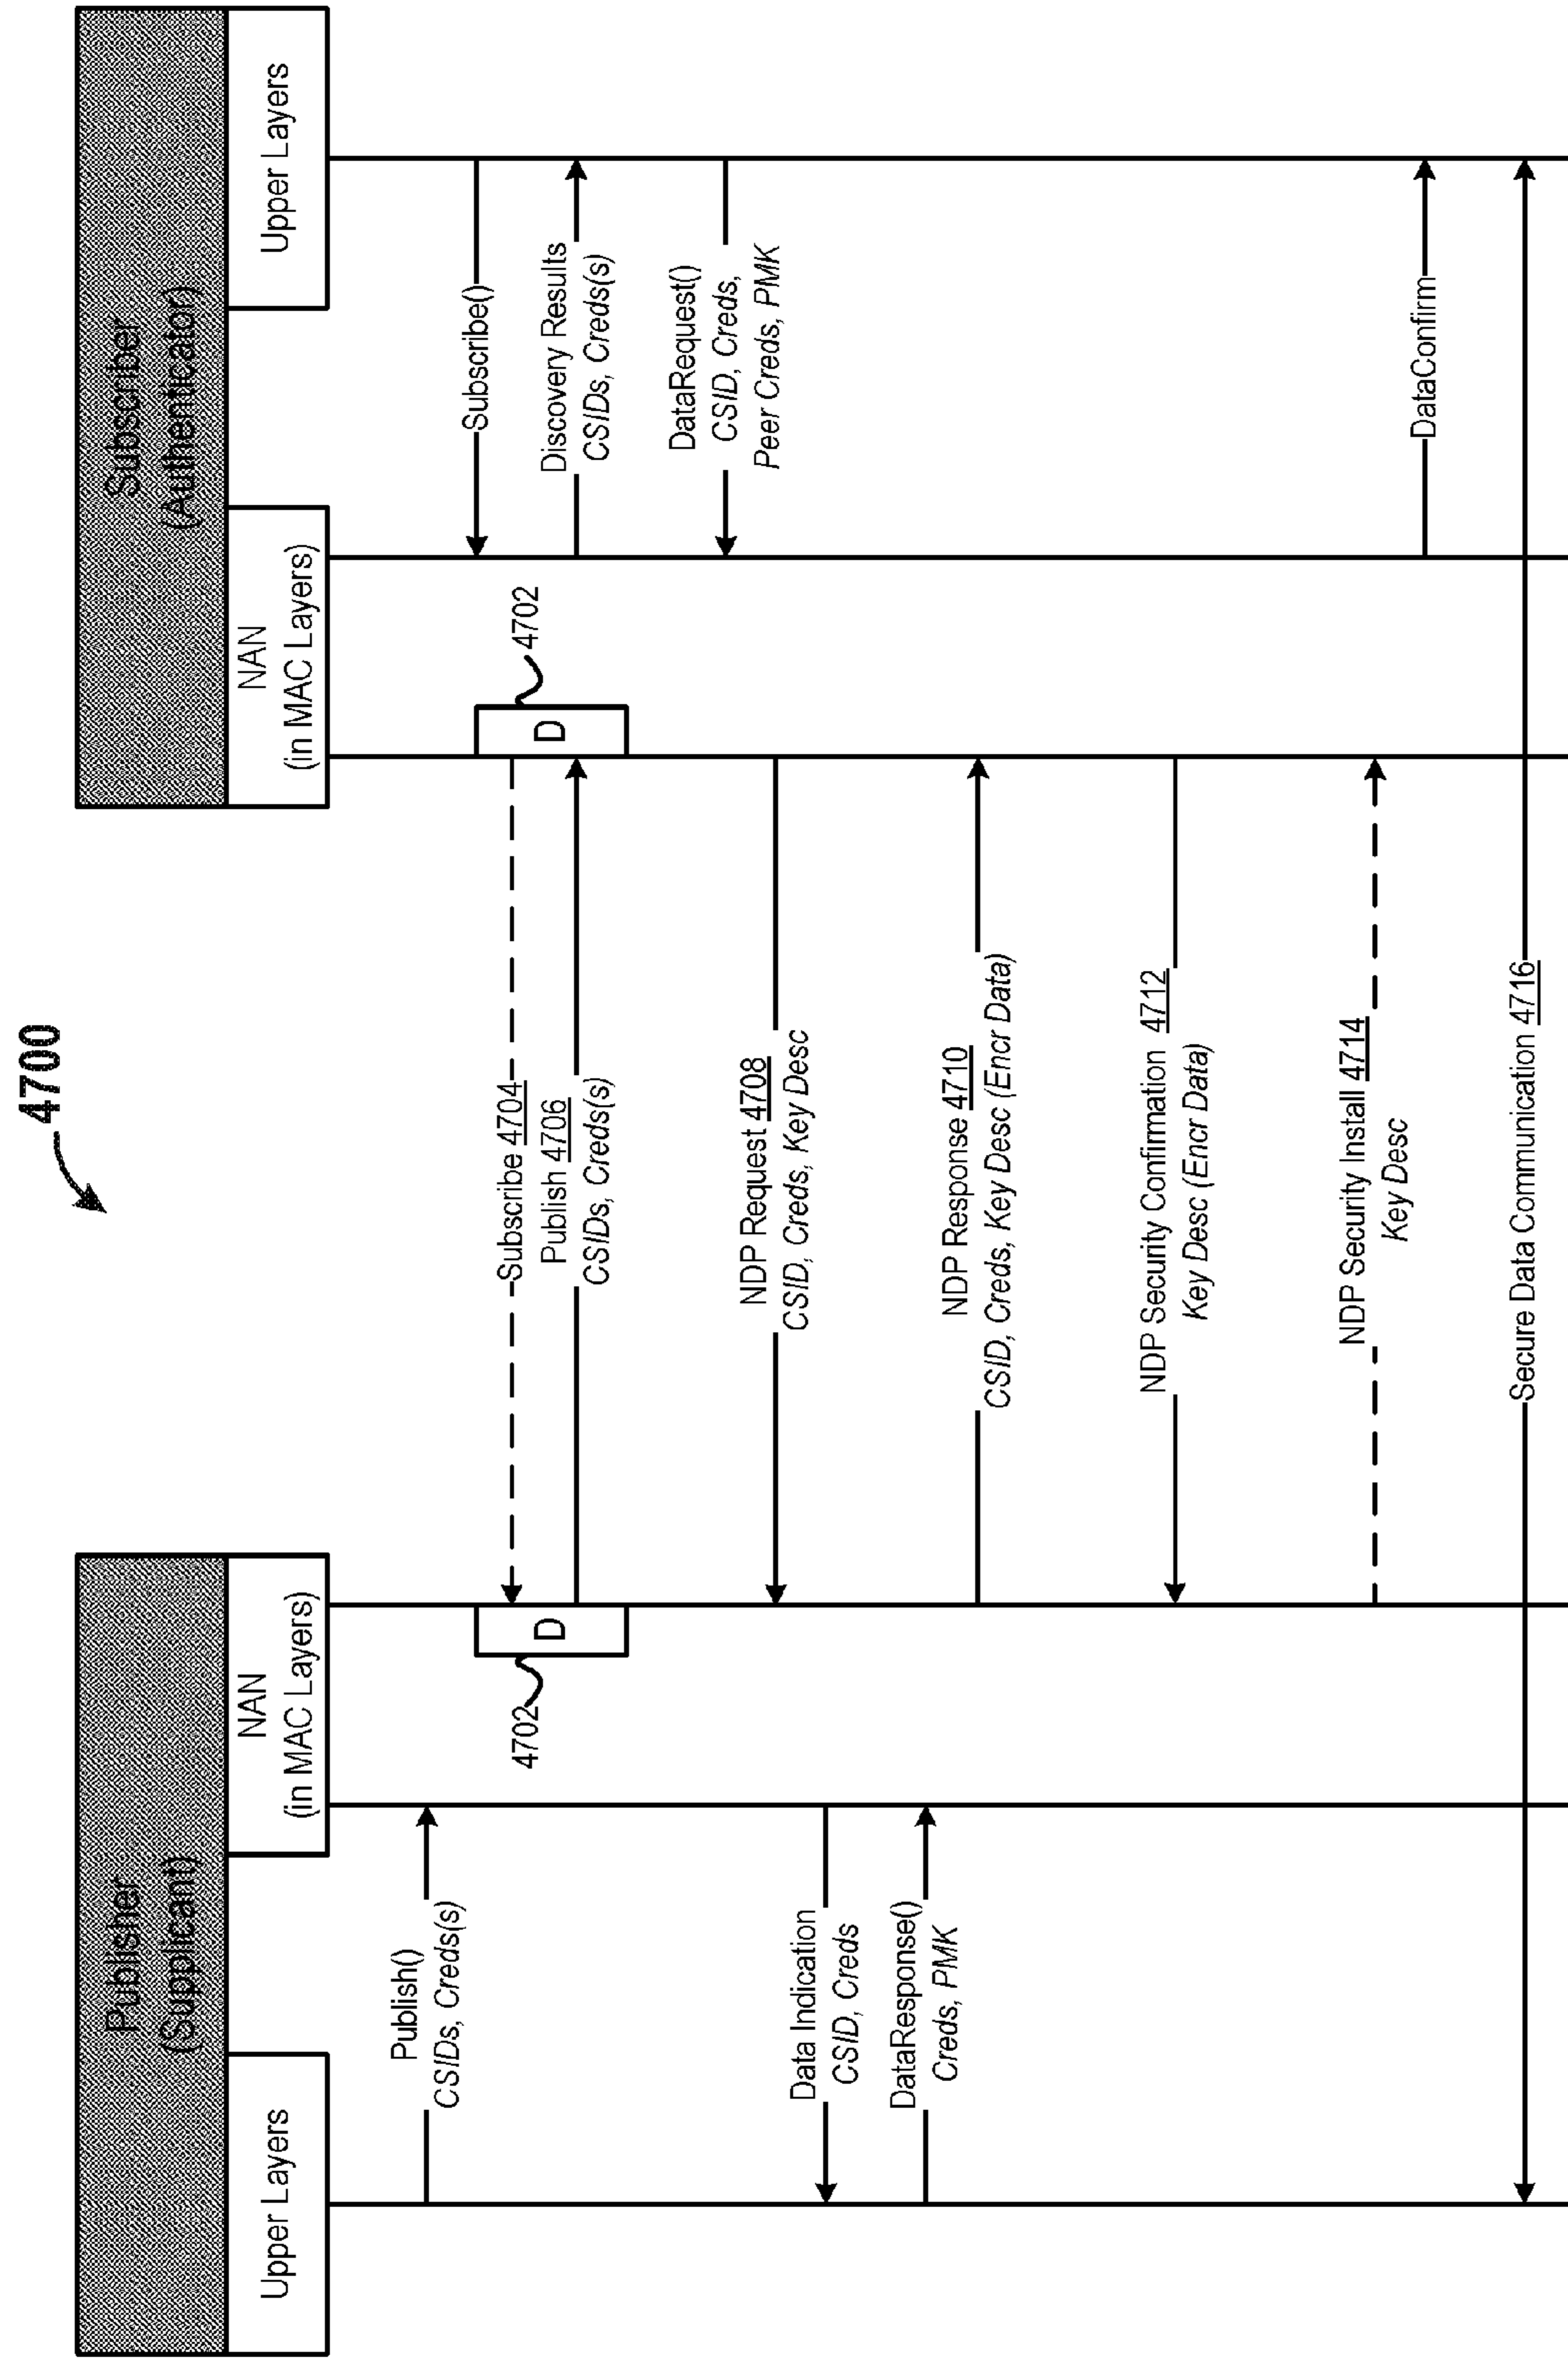 4700
Publisher
(Supplicant)
Subscriber
(Authenticator)
Upper Layers
NAN
(in MAC Layers)
NAN
(in MAC Layers)
Upper Layers
Publish()
CSIDs, Creds(s)
Subscribe()
D
4702
D
4702
Subscribe 4704
Publish 4706
CSIDs, Creds(s)
Discovery Results
CSIDs, Creds(s)
DataRequest()
CSID, Creds,
Peer Creds, PMK
NDP Request 4708
CSID, Creds, Key Desc
Data Indication
CSID, Creds
DataResponse()
Creds, PMK
NDP Response 4710
CSID, Creds, Key Desc (Encr Data)
NDP Security Confirmation 4712
Key Desc (Encr Data)
NDP Security Install 4714
Key Desc
DataConfirm
Secure Data Communication 4716